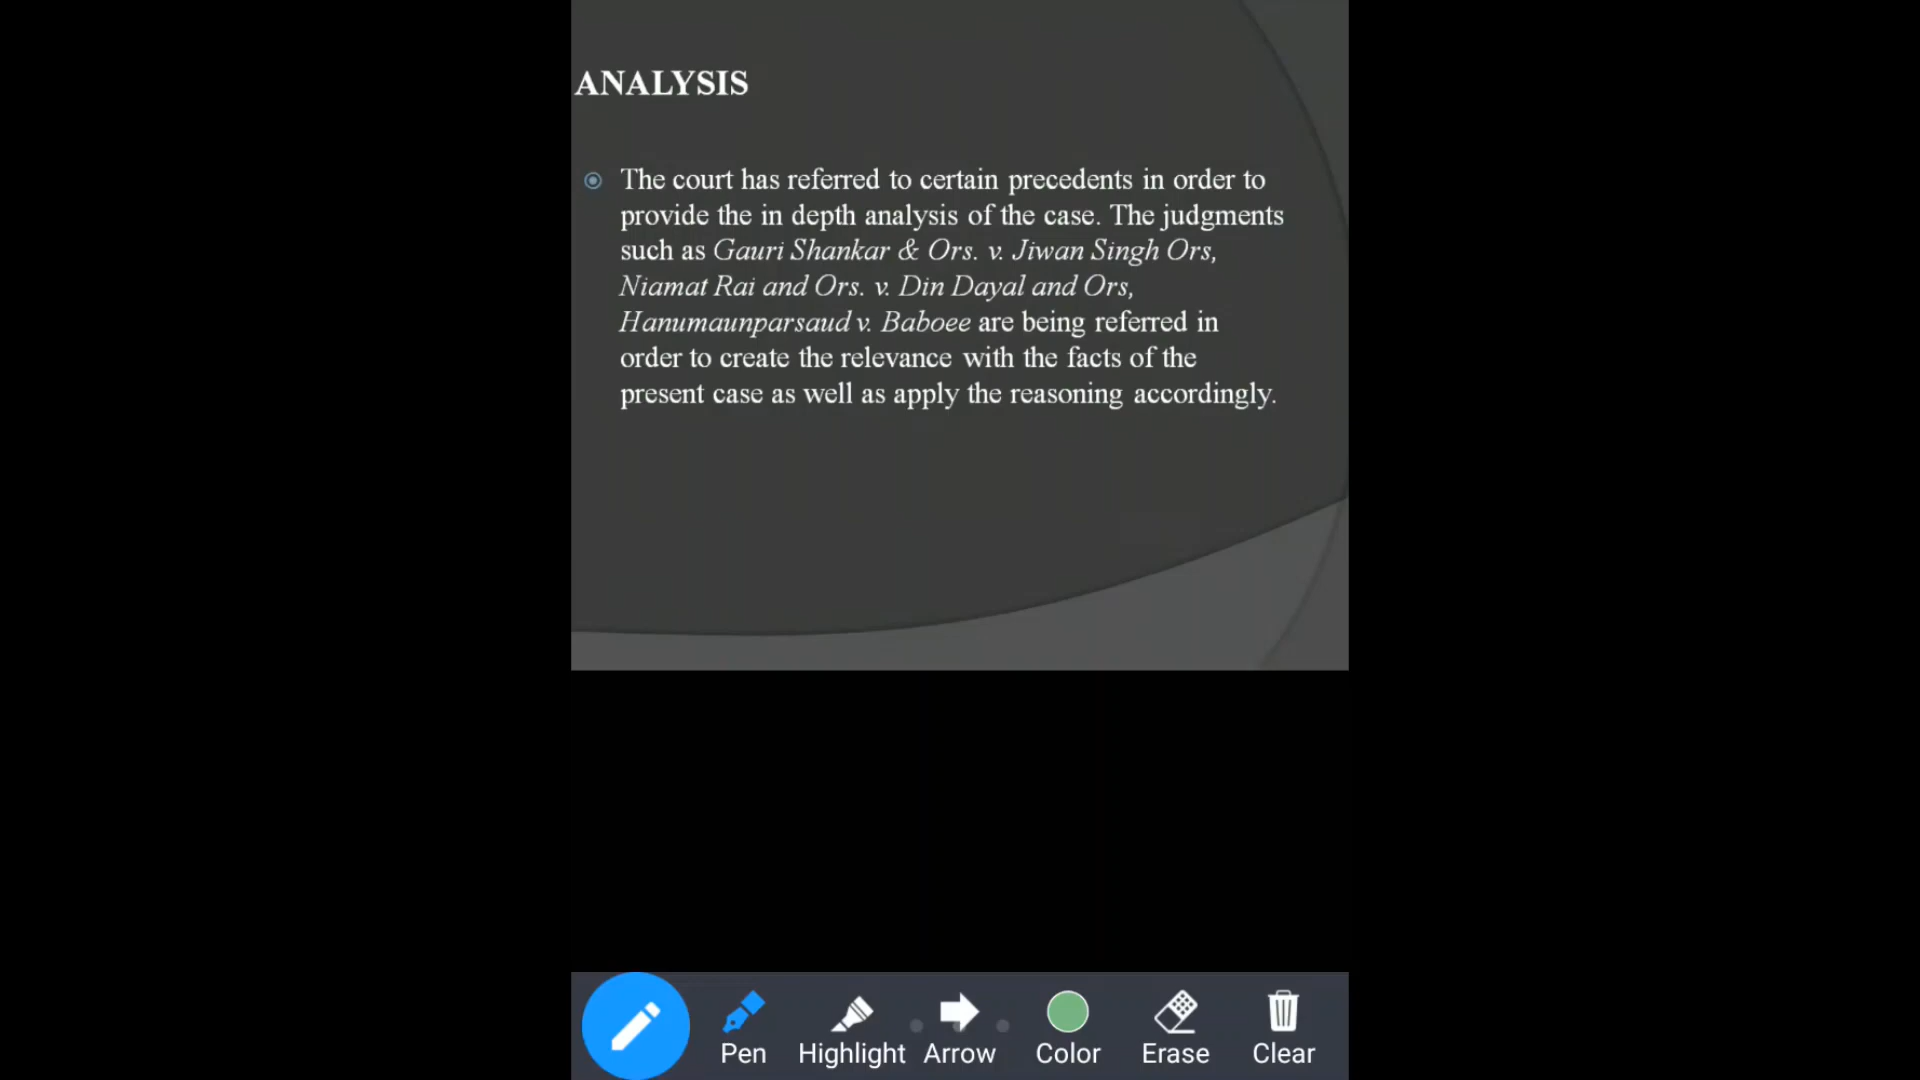 ANALYSIS
The court has referred to certain precedents in order to
provide the in depth analysis of the case. The judgments
such as Gauri Shankar & Ors. v. Jiwan Singh Ors,
Niamat Rai and Ors. v. Din Dayal and Ors,
Hanumaunparsaud v. Baboee are being referred in
order to create the relevance with the facts of the
present case as well as apply the reasoning accordingly.
Pen Highlight Arrow Color Erase Clear